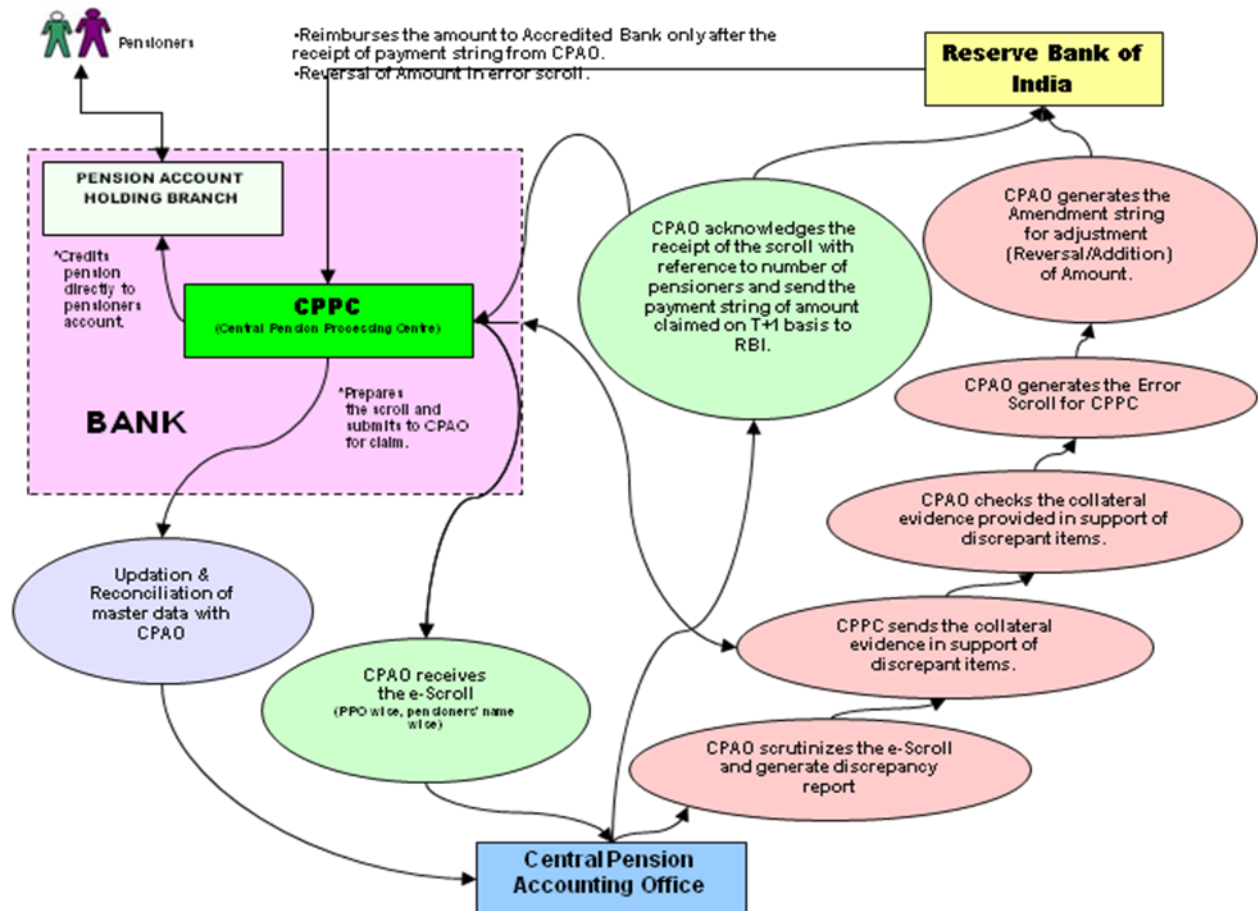 Pensioners
•Reimburses the amount to Accredited Bank only after the
receipt of payment string from CPAO.
•Reversal of Amount in error scroll.
Reserve Bank of
India
PENSION ACCOUNT
HOLDING BRANCH
*Credits
pension
directly to
pensioners
account.
CPPC
(Central Pension Processing Centre)
*Prepares
the scroll and
submits to CPAO
for claim.
BANK
CPAO acknowledges the
receipt of the scroll with
reference to number of
pensioners and send the
payment string of amount
claimed on T+1 basis to
RBI.
CPAO generates the
Amendment string
for adjustment
(Reversal/Addition)
of Amount.
CPAO generates the Error
Scroll for CPPC
CPAO checks the collateral
evidence provided in support of
discrepant items.
CPPC sends the collateral
evidence in support of
discrepant items.
CPAO scrutinizes the e-Scroll
and generate discrepancy
report
Updation &
Reconciliation of
master data with
CPAO
CPAO receives
the e-Scroll
(PPO wise, pensioners' name
wise)
Central Pension
Accounting Office